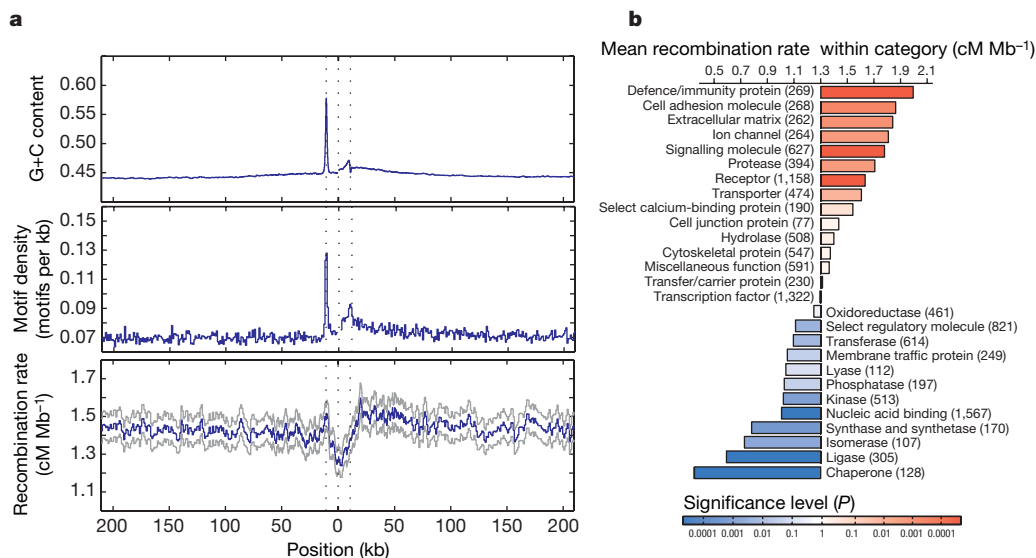 a
G+C content
0.60
0.55
0.50
0.45
Motif density
(motifs per kb)
0.15
0.13
0.11
0.09
0.07
Recombination rate
(cM Mb⁻¹)
1.7
1.5
1.3
1.1
200 150 100 50 0 50 100 150 200
Position (kb)
b
Mean recombination rate within category (cM Mb⁻¹)
0.5 0.7 0.9 1.1 1.3 1.5 1.7 1.9 2.1
Defence/immunity protein (269)
Cell adhesion molecule (268)
Extracellular matrix (262)
Ion channel (264)
Signalling molecule (627)
Protease (394)
Receptor (1,158)
Transporter (474)
Select calcium-binding protein (190)
Cell junction protein (77)
Hydrolase (508)
Cytoskeletal protein (547)
Miscellaneous function (591)
Transfer/carrier protein (230)
Transcription factor (1,322)
Oxidoreductase (461)
Select regulatory molecule (821)
Transferase (614)
Membrane traffic protein (249)
Lyase (112)
Phosphatase (197)
Kinase (513)
Nucleic acid binding (1,567)
Synthase and synthetase (170)
Isomerase (107)
Ligase (305)
Chaperone (128)
Significance level (P)
0.0001 0.001 0.01 0.1 1 0.1 0.01 0.001 0.0001